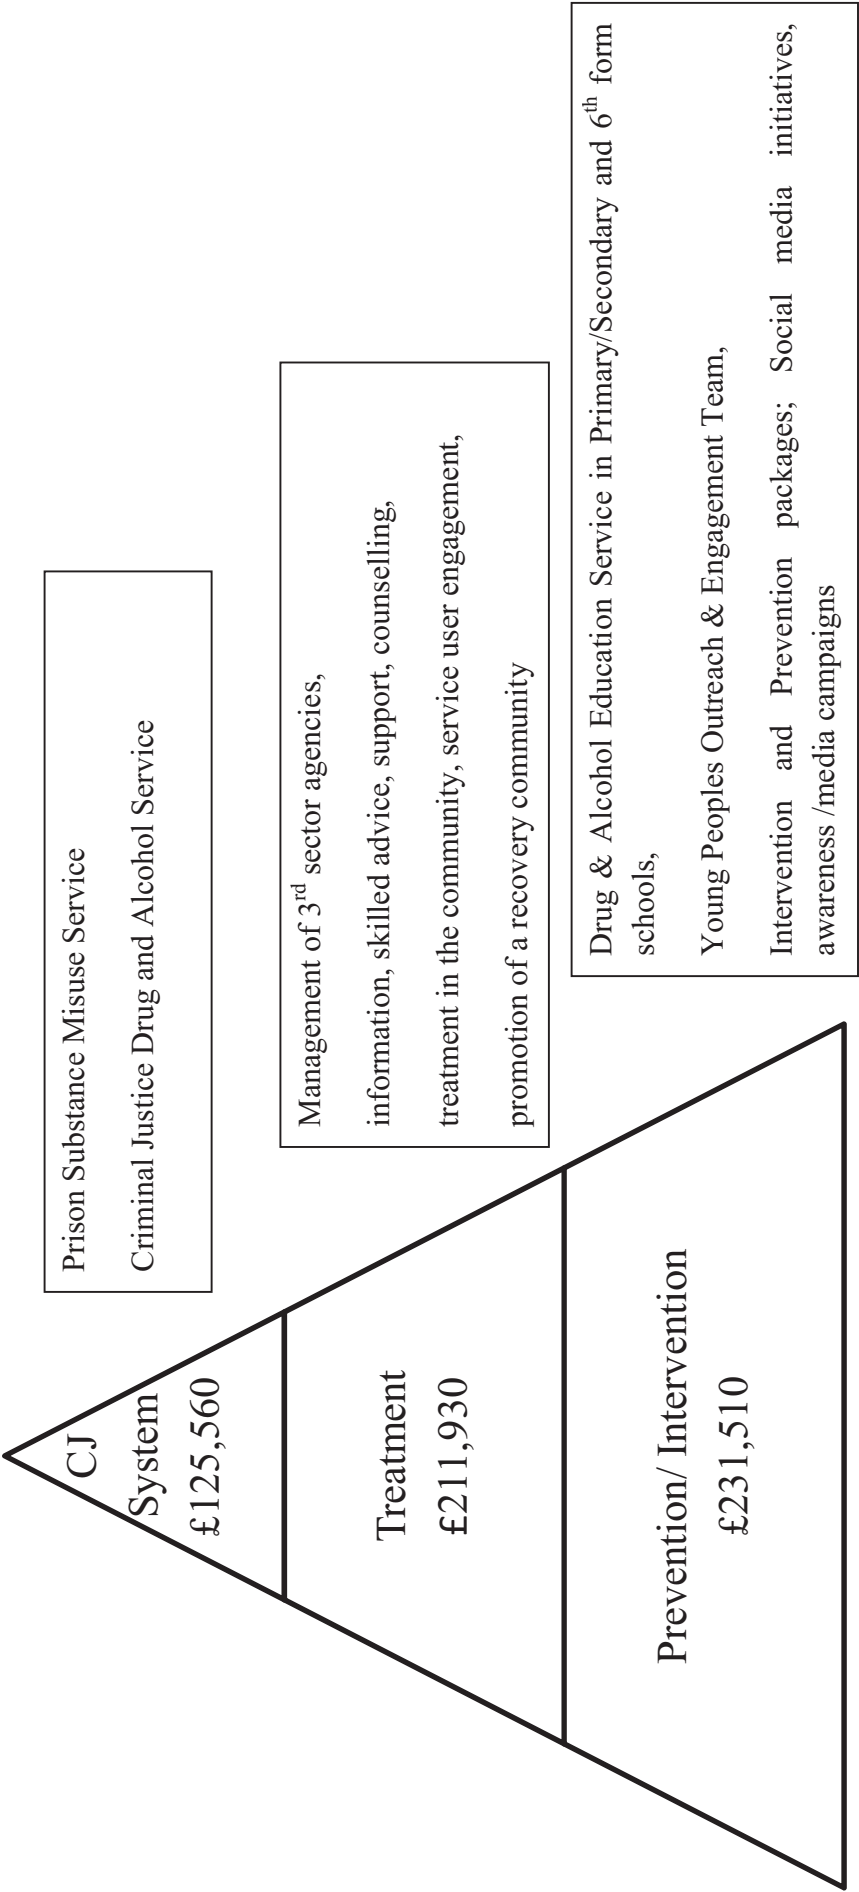 CJ
System
£125,560
Prison Substance Misuse Service
Criminal Justice Drug and Alcohol Service
Treatment
£211,930
Management of 3rd sector agencies,
information, skilled advice, support, counselling,
treatment in the community, service user engagement,
promotion of a recovery community
Prevention/ Intervention
£231,510
Drug & Alcohol Education Service in Primary/Secondary and 6th form
schools,
Young Peoples Outreach & Engagement Team,
Intervention and Prevention packages; Social media initiatives,
awareness /media campaigns